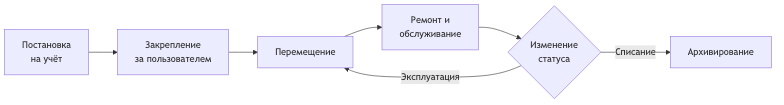 Постановка
на учёт
Закрепление
за пользователем
Перемещение
Ремонт и
обслуживание
Изменение
статуса
Эксплуатация
Списание
Архивирование